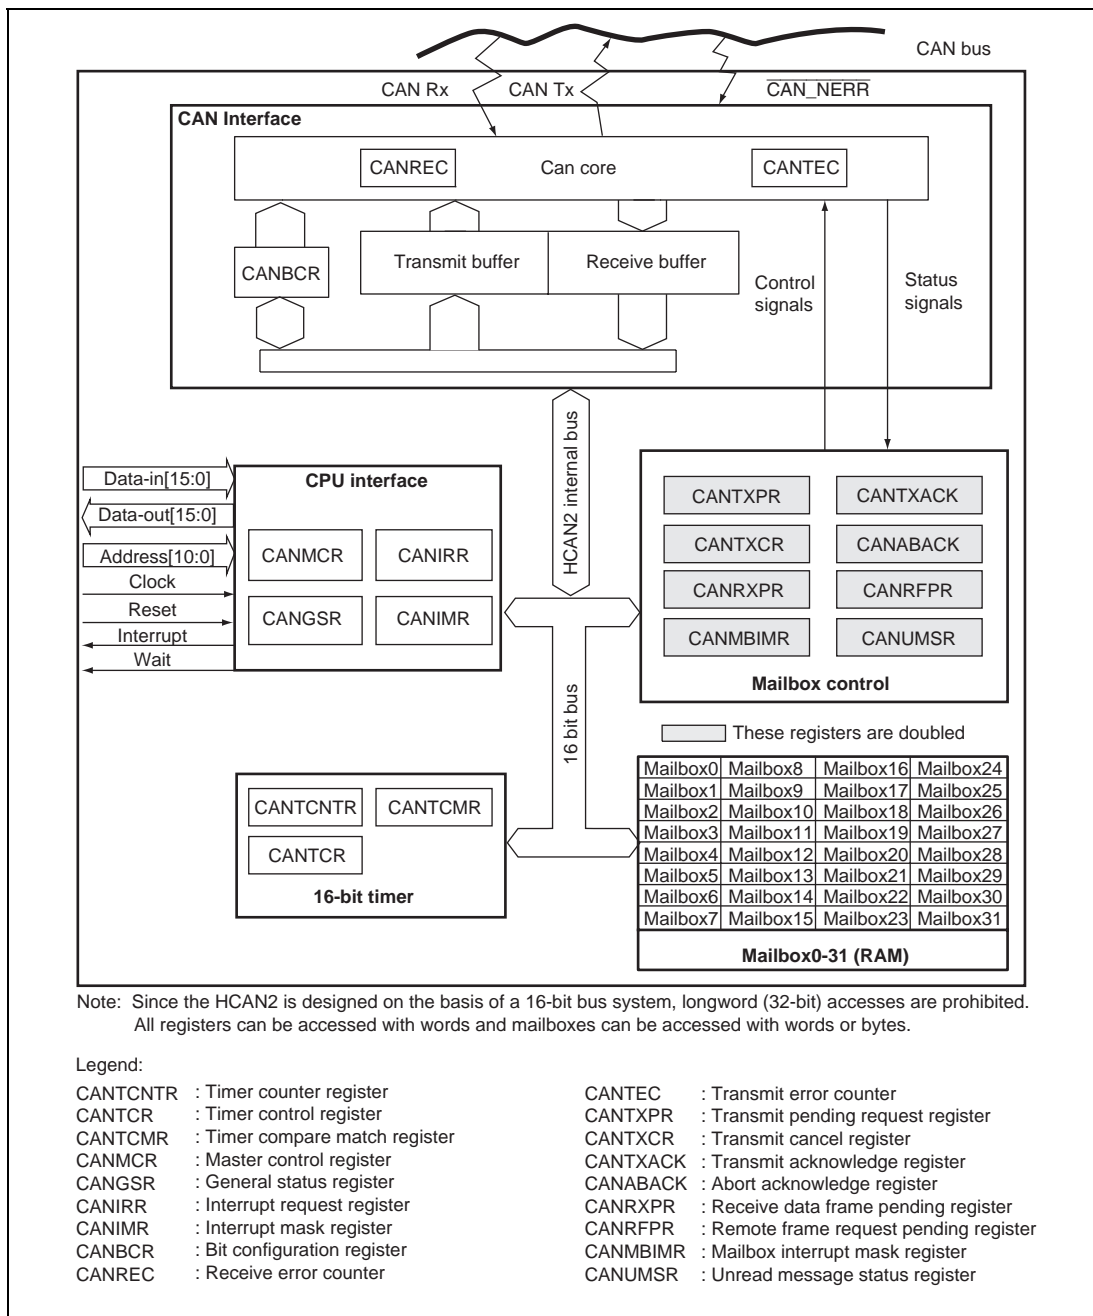 CAN bus
CAN Rx
CAN Tx
CAN_NERR
CAN Interface
CANREC
Can core
CANTEC
CANBCR
Transmit buffer
Receive buffer
Control
signals
Status
signals
HCAN2 internal bus
Data-in[15:0]
Data-out[15:0]
Address[10:0]
Clock
Reset
Interrupt
Wait
CPU interface
CANMCR
CANIRR
CANGSR
CANIMR
CANTXPR
CANTXACK
CANTXCR
CANABACK
CANRXPR
CANRFPR
CANMBIMR
CANUMSR
Mailbox control
16 bit bus
These registers are doubled
CANTCNTR
CANTCMR
CANTCR
16-bit timer
Mailbox0 Mailbox8 Mailbox16 Mailbox24
Mailbox1 Mailbox9 Mailbox17 Mailbox25
Mailbox2 Mailbox10 Mailbox18 Mailbox26
Mailbox3 Mailbox11 Mailbox19 Mailbox27
Mailbox4 Mailbox12 Mailbox20 Mailbox28
Mailbox5 Mailbox13 Mailbox21 Mailbox29
Mailbox6 Mailbox14 Mailbox22 Mailbox30
Mailbox7 Mailbox15 Mailbox23 Mailbox31
Mailbox0-31 (RAM)
Note: Since the HCAN2 is designed on the basis of a 16-bit bus system, longword (32-bit) accesses are prohibited.
All registers can be accessed with words and mailboxes can be accessed with words or bytes.
Legend:
CANTCNTR : Timer counter register
CANTCR : Timer control register
CANTCMR : Timer compare match register
CANMCR : Master control register
CANGSR : General status register
CANIRR : Interrupt request register
CANIMR : Interrupt mask register
CANBCR : Bit configuration register
CANREC : Receive error counter
CANTEC : Transmit error counter
CANTXPR : Transmit pending request register
CANTXCR : Transmit cancel register
CANTXACK : Transmit acknowledge register
CANABACK : Abort acknowledge register
CANRXPR : Receive data frame pending register
CANRFPR : Remote frame request pending register
CANMBIMR : Mailbox interrupt mask register
CANUMSR : Unread message status register